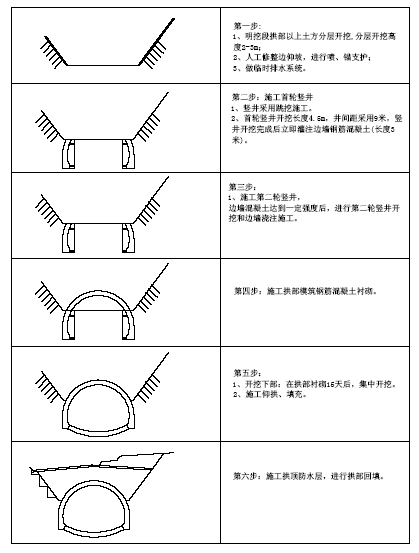 第一步:
1、明挖段拱部以上土方分层开挖,分层开挖高
度2-3m;
2、人工修整边仰坡,进行喷、锚支护;
3、做临时排水系统。
第二步:施工首轮竖井
1、竖井采用跳挖施工。
2、首轮竖井开挖长度4.5m,井间距采用9米,竖
井开挖完成后立即灌注边墙钢筋混凝土(长度3
米)。
第三步:
1、施工第二轮竖井,
边墙混凝土达到一定强度后,进行第二轮竖井开
挖和边墙浇注施工。
第四步:施工拱部模筑钢筋混凝土衬砌。
第五步:
1、开挖下部:在拱部衬砌15天后,集中开挖。
2、施工仰拱、填充。
第六步:施工拱顶防水层,进行拱部回填。